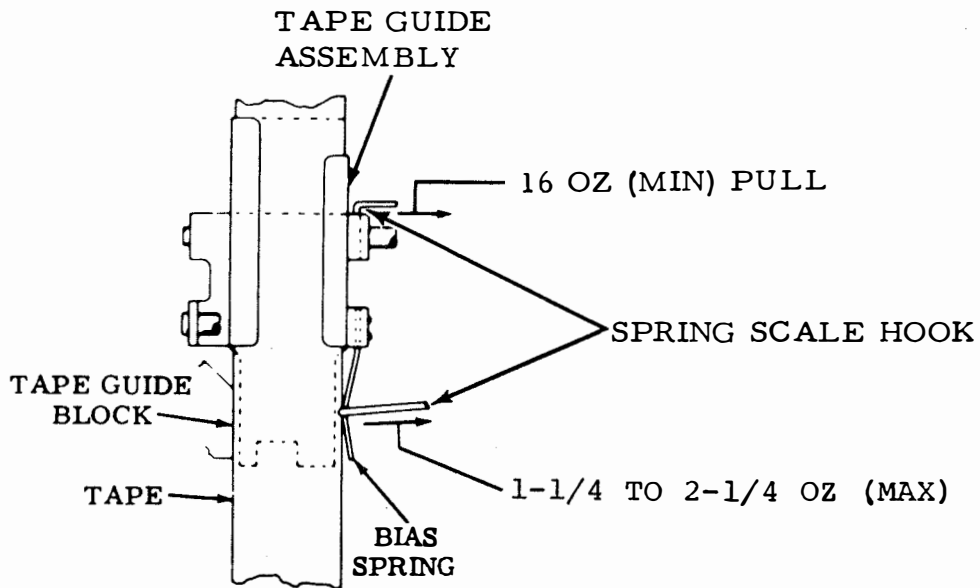 TAPE GUIDE
ASSEMBLY
16 OZ (MIN) PULL
SPRING SCALE HOOK
TAPE GUIDE
BLOCK
TAPE
1-1/4 TO 2-1/4 OZ (MAX)
BIAS
SPRING